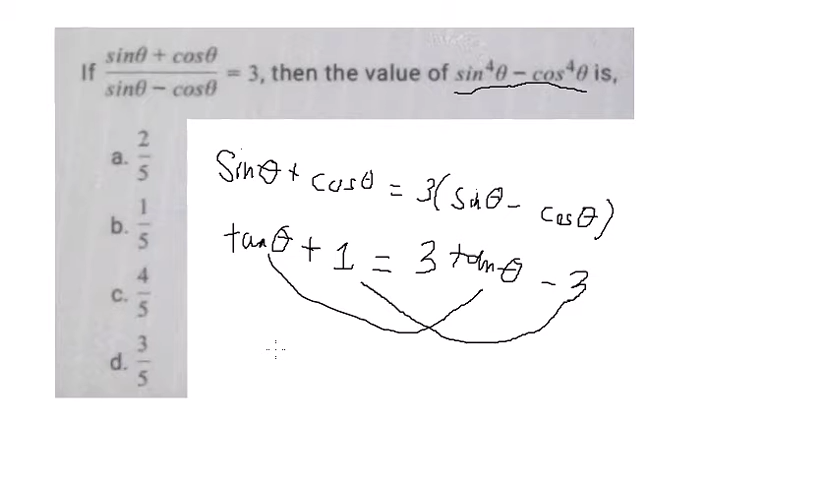 If sinθ + cosθ / sinθ − cosθ = 3, then the value of sin⁴θ − cos⁴θ is,
a. 2/5
b. 1/5
c. 4/5
d. 3/5
Sinθ + cosθ = 3(sinθ − cosθ)
tanθ + 1 = 3 tanθ − 3